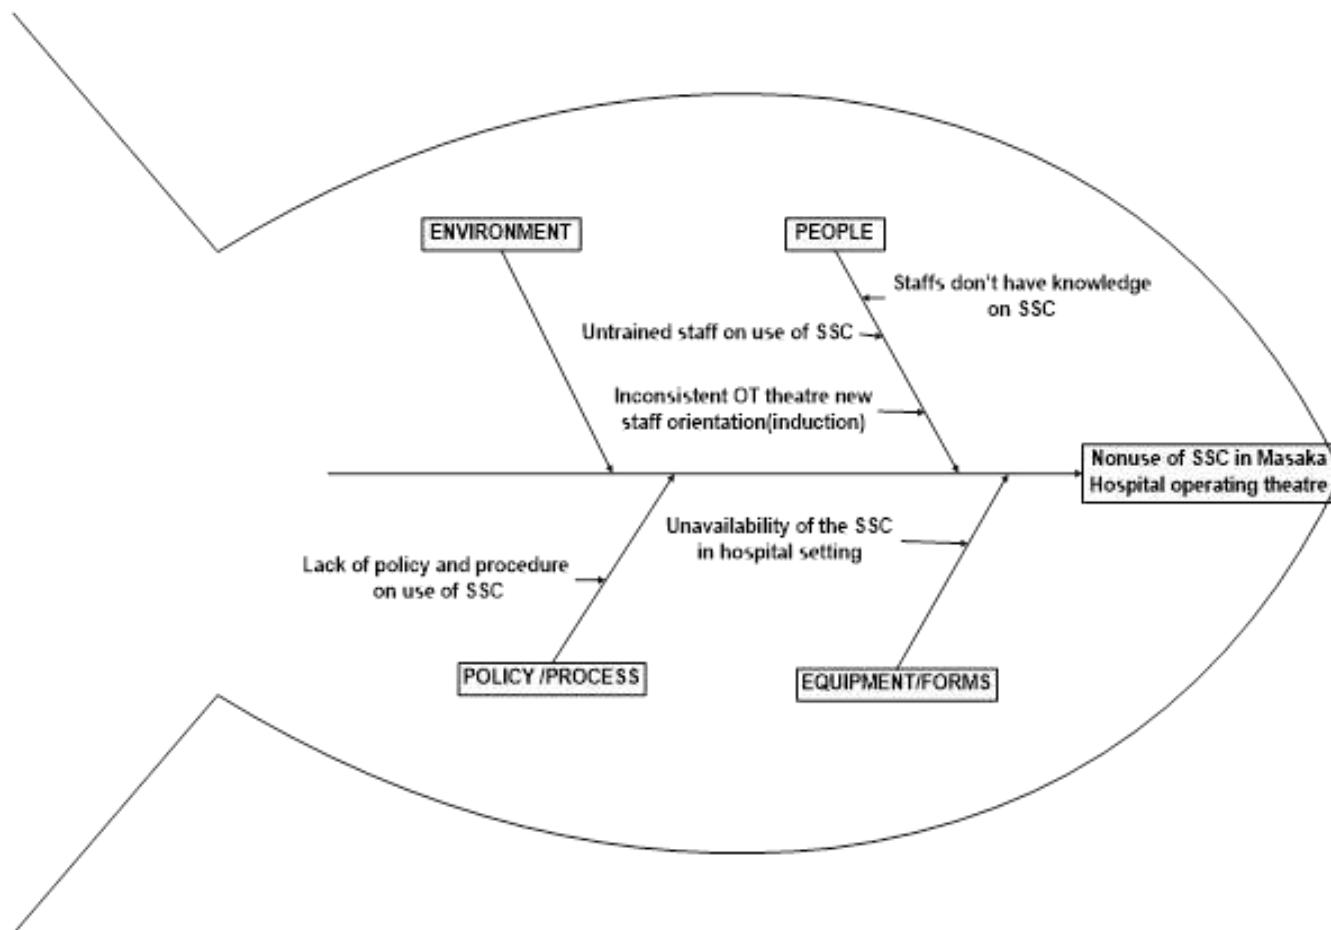 ENVIRONMENT
PEOPLE
Staffs don't have knowledge
on SSC
Untrained staff on use of SSC
Inconsistent OT theatre new
staff orientation(induction)
Nonuse of SSC in Masaka
Hospital operating theatre
Unavailability of the SSC
in hospital setting
Lack of policy and procedure
on use of SSC
POLICY /PROCESS
EQUIPMENT/FORMS